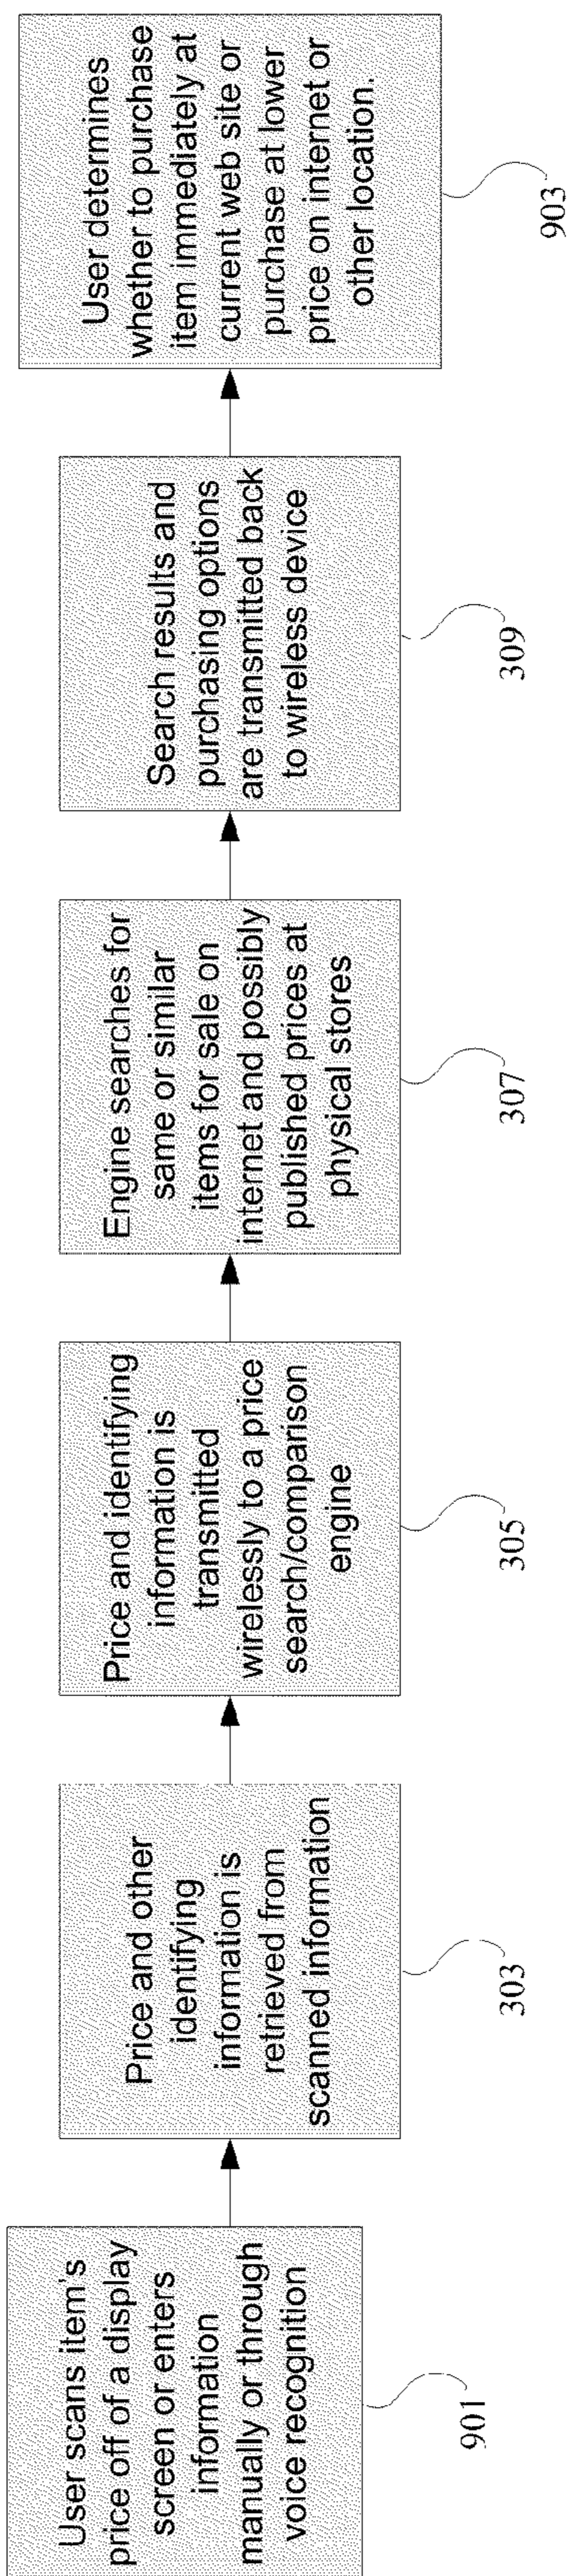 User scans item's
price off of a display
screen or enters
information
manually or through
voice recognition
901
Price and other
identifying
information is
retrieved from
scanned information
303
Price and identifying
information is
transmitted
wirelessly to a price
search/comparison
engine
305
Engine searches for
same or similar
items for sale on
internet and possibly
published prices at
physical stores
307
Search results and
purchasing options
are transmitted back
to wireless device
309
User determines
whether to purchase
item immediately at
current web site or
purchase at lower
price on internet or
other location.
903